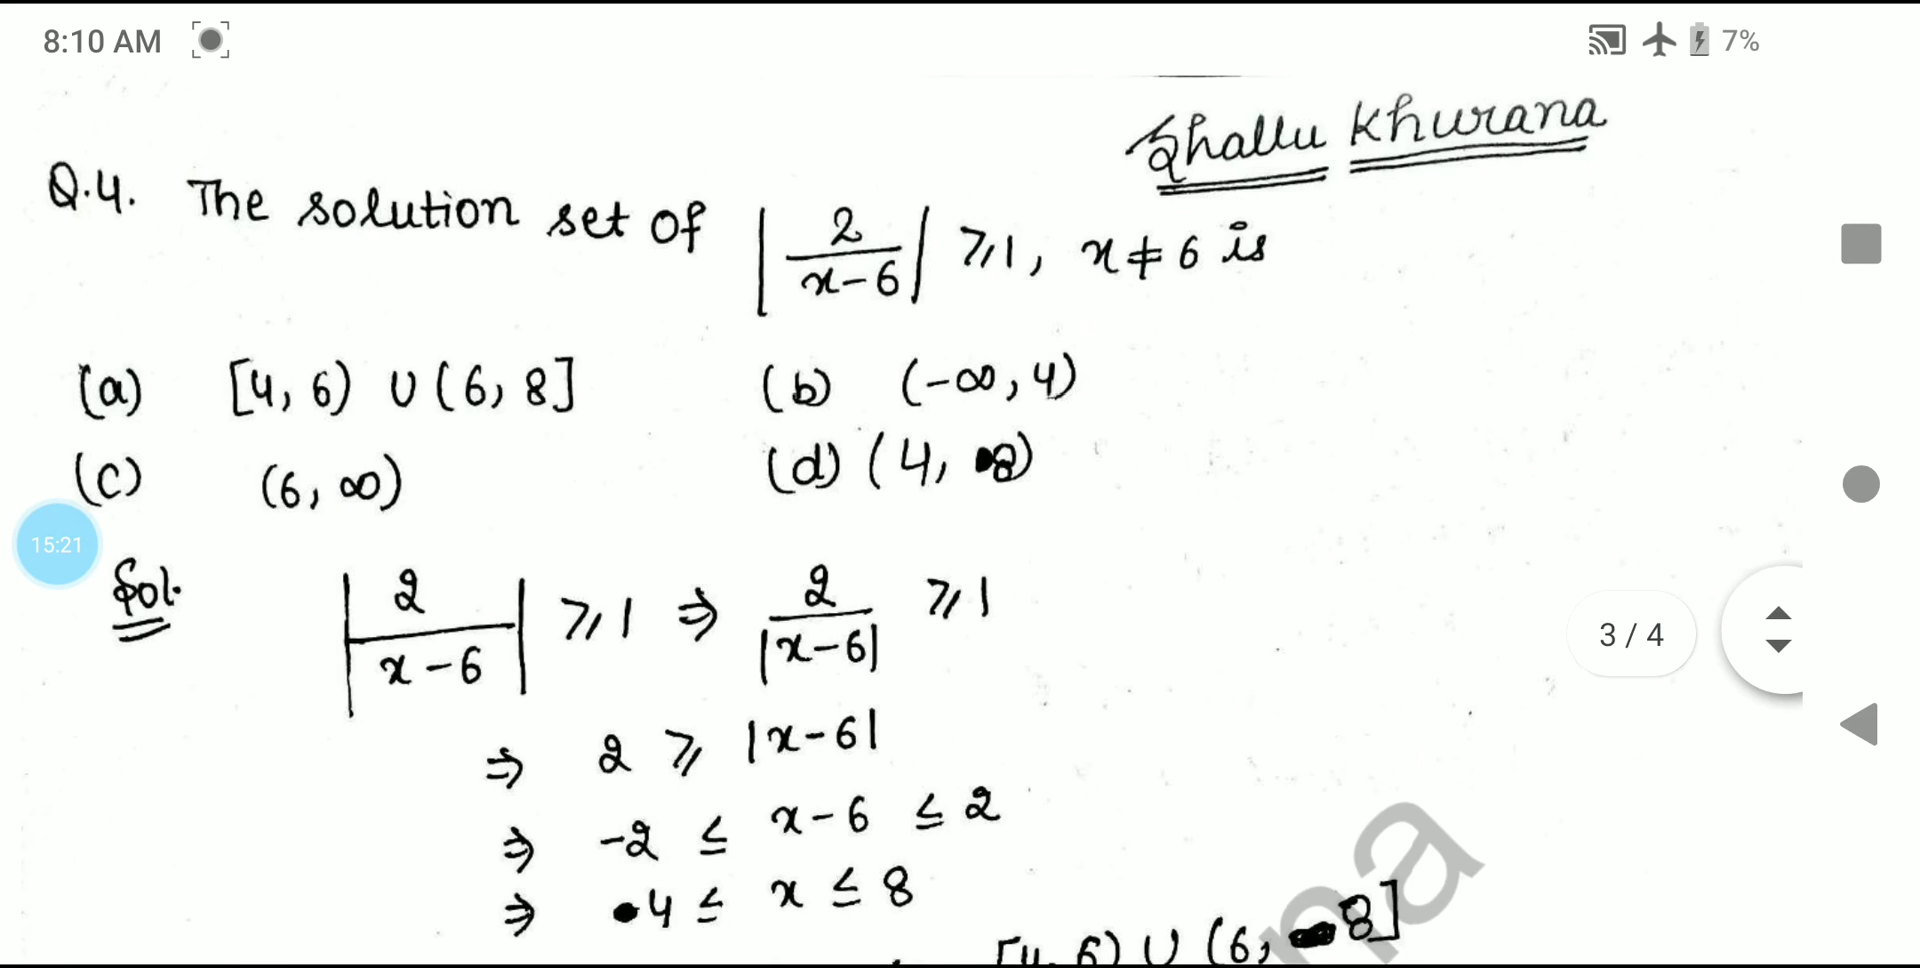 8:10 AM
7%
Shallu Khurana
Q.4. The solution set of |2/(x-6)| ≥ 1, x ≠ 6 is
(a) [4, 6) ∪ (6, 8] (b) (-∞, 4)
(c) (6, ∞) (d) (4, 8)
15:21
Sol.
|2/(x-6)| ≥ 1 ⇒ 2/|x-6| ≥ 1
3 / 4
⇒ 2 ≥ |x-6|
⇒ -2 ≤ x-6 ≤ 2
⇒ 4 ≤ x ≤ 8
[4, 6) ∪ (6, 8]
na